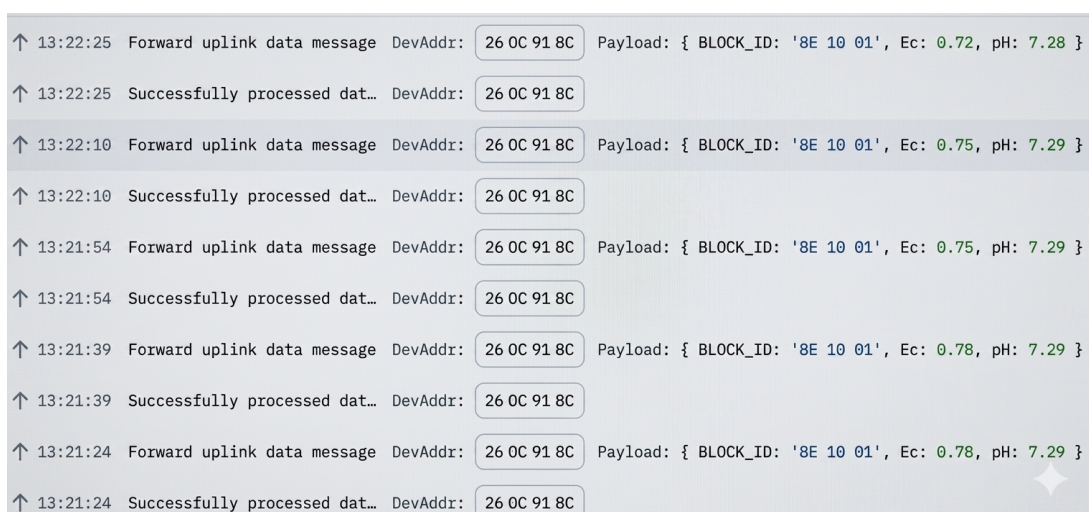 ↑ 13:22:25 Forward uplink data message DevAddr: 26 0C 91 8C Payload: { BLOCK_ID: '8E 10 01', Ec: 0.72, pH: 7.28 }
↑ 13:22:25 Successfully processed dat… DevAddr: 26 0C 91 8C
↑ 13:22:10 Forward uplink data message DevAddr: 26 0C 91 8C Payload: { BLOCK_ID: '8E 10 01', Ec: 0.75, pH: 7.29 }
↑ 13:22:10 Successfully processed dat… DevAddr: 26 0C 91 8C
↑ 13:21:54 Forward uplink data message DevAddr: 26 0C 91 8C Payload: { BLOCK_ID: '8E 10 01', Ec: 0.75, pH: 7.29 }
↑ 13:21:54 Successfully processed dat… DevAddr: 26 0C 91 8C
↑ 13:21:39 Forward uplink data message DevAddr: 26 0C 91 8C Payload: { BLOCK_ID: '8E 10 01', Ec: 0.78, pH: 7.29 }
↑ 13:21:39 Successfully processed dat… DevAddr: 26 0C 91 8C
↑ 13:21:24 Forward uplink data message DevAddr: 26 0C 91 8C Payload: { BLOCK_ID: '8E 10 01', Ec: 0.78, pH: 7.29 }
↑ 13:21:24 Successfully processed dat… DevAddr: 26 0C 91 8C